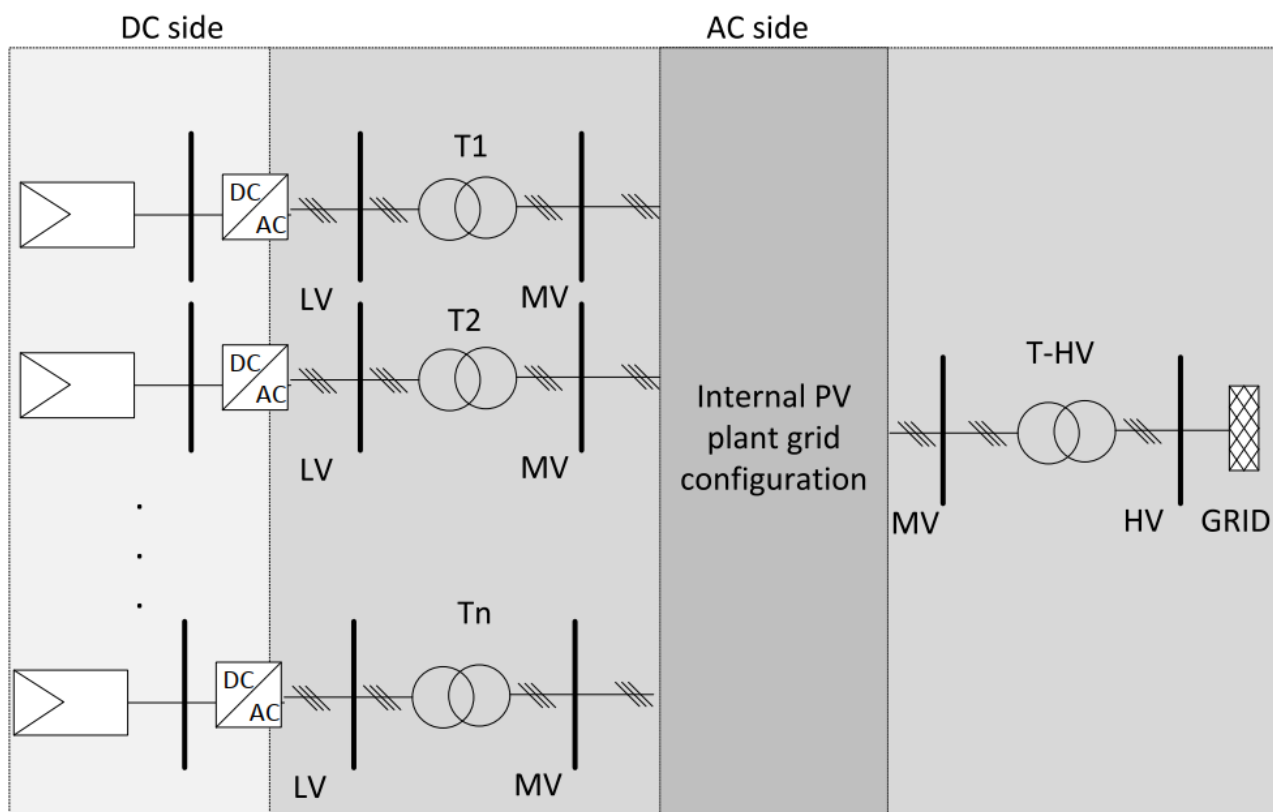 DC side
AC side
T1
DC
AC
LV
MV
T2
DC
AC
LV
MV
Internal PV
plant grid
configuration
T-HV
MV
HV
GRID
Tn
DC
AC
LV
MV